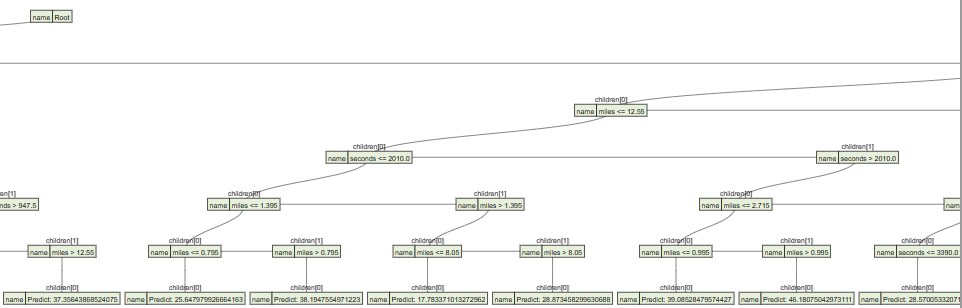 name Root
children[0]
name miles <= 12.55
children[0] children[1]
name seconds <= 2010.0 name seconds > 2010.0
en[1] children[0] children[1] children[0]
nds > 947.5 name miles <= 1.395 name miles > 1.395 name miles <= 2.715 nam
children[1] children[0] children[1] children[0] children[1] children[0] children[1] children[0]
name miles > 12.55 name miles <= 0.795 name miles > 0.795 name miles <= 8.05 name miles > 8.05 name miles <= 0.995 name miles > 0.995 name seconds <= 3390.0
children[0] children[0] children[0] children[0] children[0] children[0] children[0] children[0]
name Predict: 37.35643868524075 name Predict: 25.647979926664163 name Predict: 38.1947554971223 name Predict: 17.783371013272962 name Predict: 28.873458299630688 name Predict: 39.08528479574427 name Predict: 46.18075042973111 name Predict: 28.57005332071